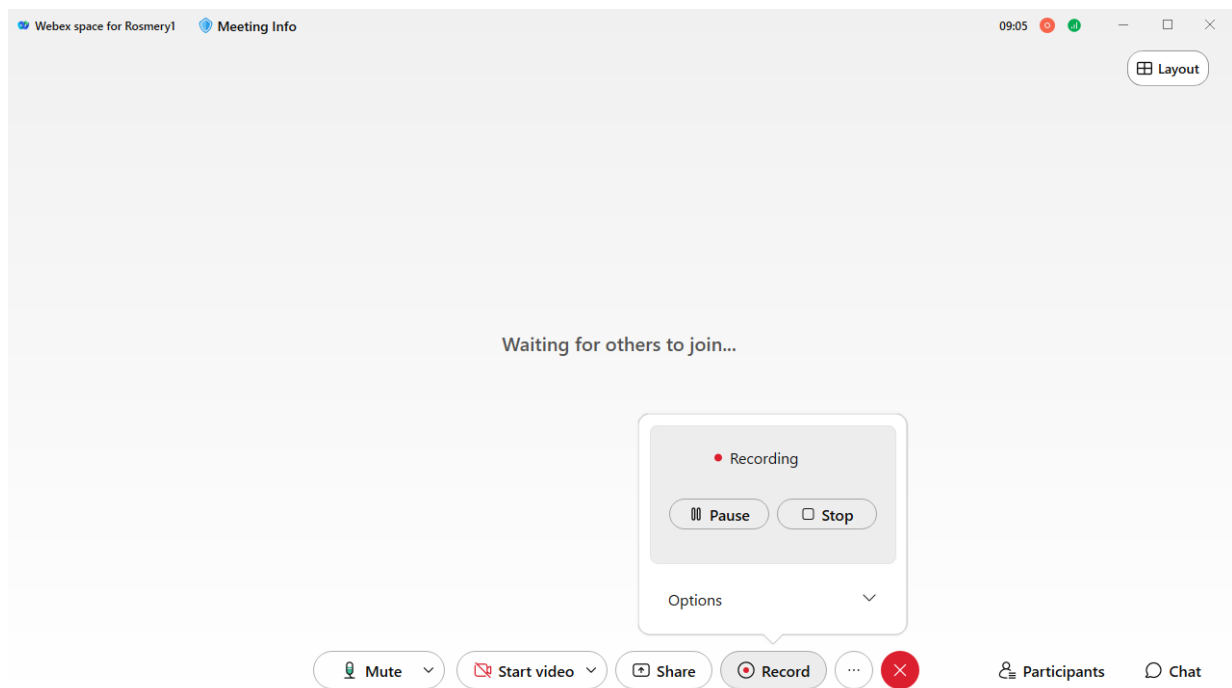 Webex space for Rosmery1 Meeting Info 09:05
Layout
Waiting for others to join...
Recording
Pause Stop
Options
Mute Start video Share Record ... Participants Chat